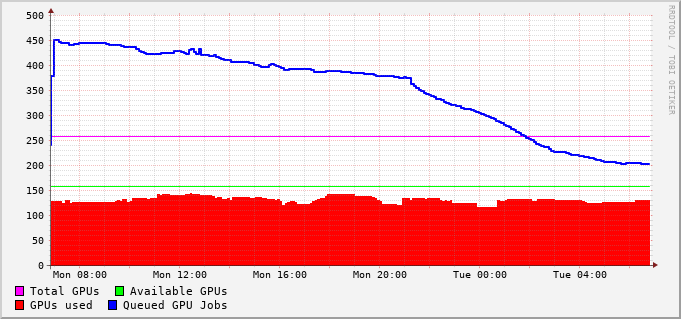 500
450
400
350
300
250
200
150
100
50
0
Mon 08:00 Mon 12:00 Mon 16:00 Mon 20:00 Tue 00:00 Tue 04:00
Total GPUs Available GPUs
GPUs used Queued GPU Jobs
RRDTOOL / TOBI OETIKER